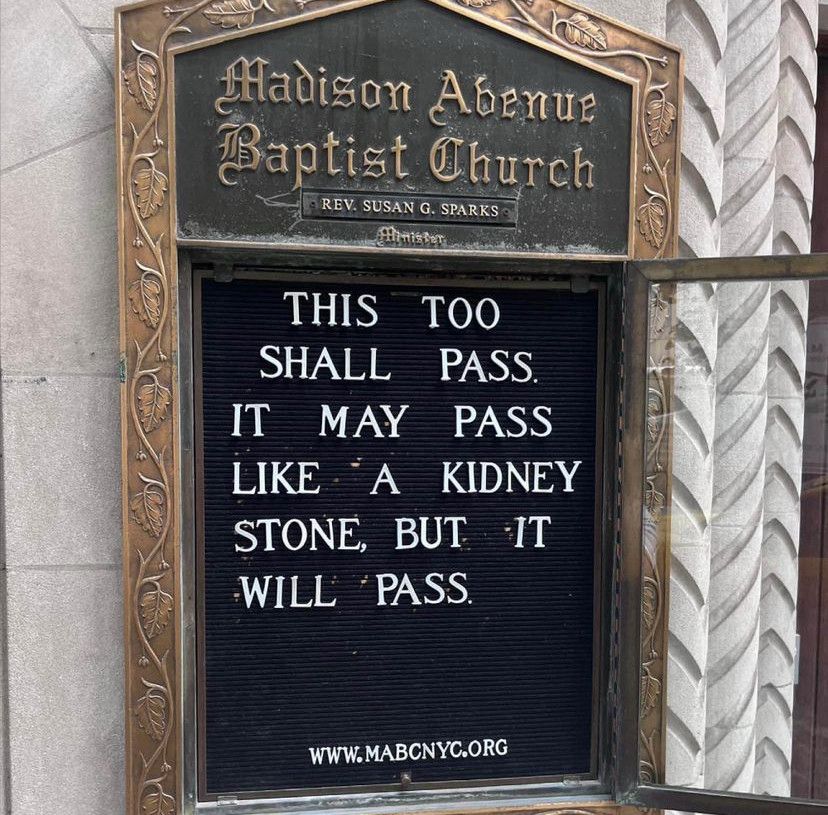 Madison Avenue
Baptist Church
REV. SUSAN G. SPARKS
Minister
THIS TOO
SHALL PASS.
IT MAY PASS
LIKE A KIDNEY
STONE, BUT IT
WILL PASS.
WWW.MABCNYC.ORG